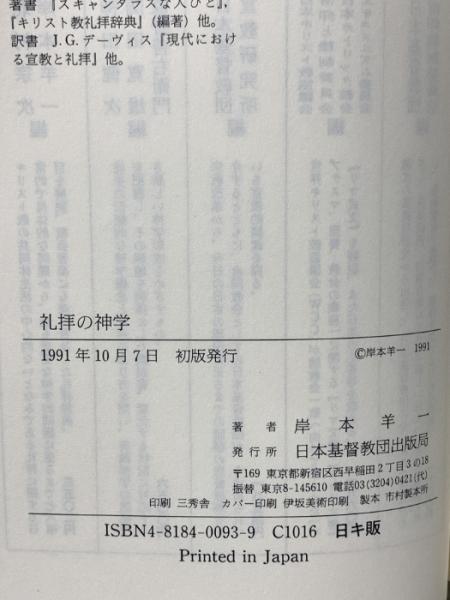 著書 『スキャンダラスな人びと』,
『キリスト教礼拝辞典』(編著)他。
訳書 J.G.デーヴィス『現代におけ
る宣教と礼拝』他。
礼拝の神学
1991年10月7日 初版発行
©岸本羊一 1991
著者 岸本羊一
発行所 日本基督教団出版局
〒169 東京都新宿区西早稲田2丁目3の18
振替 東京8-145610 電話03(3204)0421(代)
印刷 三秀舎 カバー印刷 伊坂美術印刷 製本 市村製本所
ISBN4-8184-0093-9 C1016 日キ販
Printed in Japan